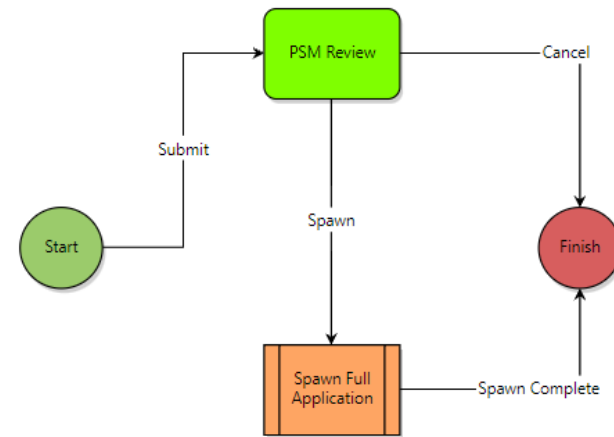 PSM Review
Cancel
Submit
Spawn
Start
Finish
Spawn Full
Application
Spawn Complete